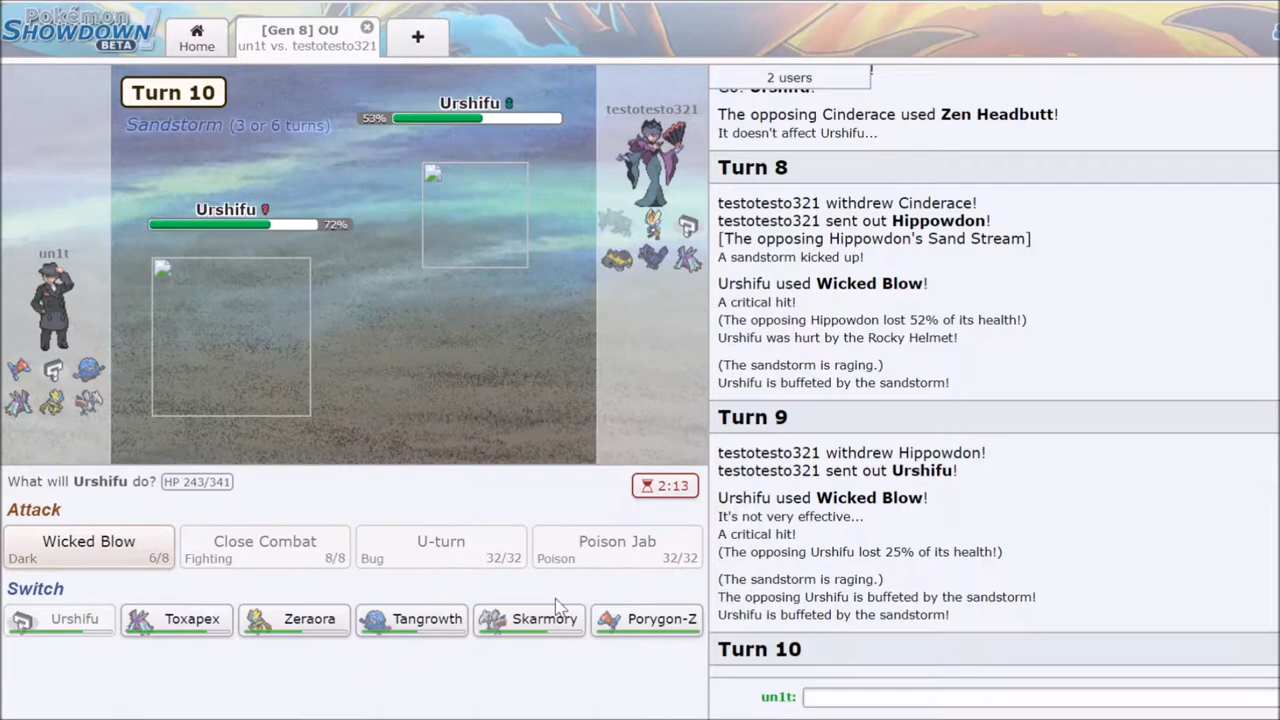 Pokémon
SHOWDOWN!
BETA
Home
[Gen 8] OU
un1t vs. testotesto321
+
2 users
Turn 10
Sandstorm (3 or 6 turns)
Urshifu
53%
Urshifu
72%
un1t
testotesto321
What will Urshifu do? HP 243/341
2:13
Attack
Wicked Blow
Dark 6/8
Close Combat
Fighting 8/8
U-turn
Bug 32/32
Poison Jab
Poison 32/32
Switch
Urshifu
Toxapex
Zeraora
Tangrowth
Skarmory
Porygon-Z
Go! Urshifu!
The opposing Cinderace used Zen Headbutt!
It doesn't affect Urshifu…
Turn 8
testotesto321 withdrew Cinderace!
testotesto321 sent out Hippowdon!
[The opposing Hippowdon's Sand Stream]
A sandstorm kicked up!
Urshifu used Wicked Blow!
A critical hit!
(The opposing Hippowdon lost 52% of its health!)
Urshifu was hurt by the Rocky Helmet!
(The sandstorm is raging.)
Urshifu is buffeted by the sandstorm!
Turn 9
testotesto321 withdrew Hippowdon!
testotesto321 sent out Urshifu!
Urshifu used Wicked Blow!
It's not very effective…
A critical hit!
(The opposing Urshifu lost 25% of its health!)
(The sandstorm is raging.)
The opposing Urshifu is buffeted by the sandstorm!
Urshifu is buffeted by the sandstorm!
Turn 10
un1t: